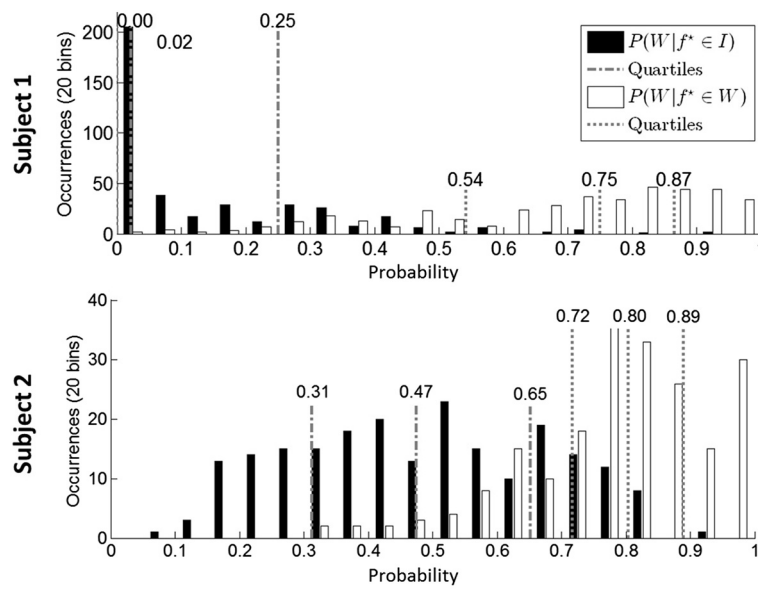 Subject 1
Occurrences (20 bins)
200
150
100
50
0
0.00
0.02
0.25
0.54
0.75
0.87
P(W|f* ∈ I)
Quartiles
P(W|f* ∈ W)
Quartiles
0 0.1 0.2 0.3 0.4 0.5 0.6 0.7 0.8 0.9
Probability
Subject 2
Occurrences (20 bins)
40
30
20
10
0
0.31
0.47
0.65
0.72
0.80
0.89
0 0.1 0.2 0.3 0.4 0.5 0.6 0.7 0.8 0.9 1
Probability